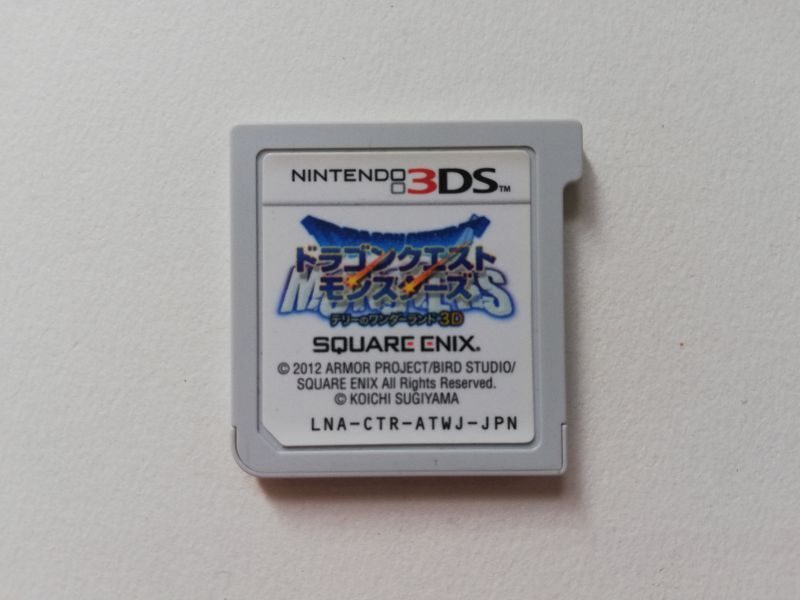 NINTENDO3DS™
ドラゴンクエスト
MONSTERS
モンスターズ
テリーのワンダーランド3D
SQUARE ENIX®
© 2012 ARMOR PROJECT/BIRD STUDIO/
SQUARE ENIX All Rights Reserved.
© KOICHI SUGIYAMA
LNA-CTR-ATWJ-JPN